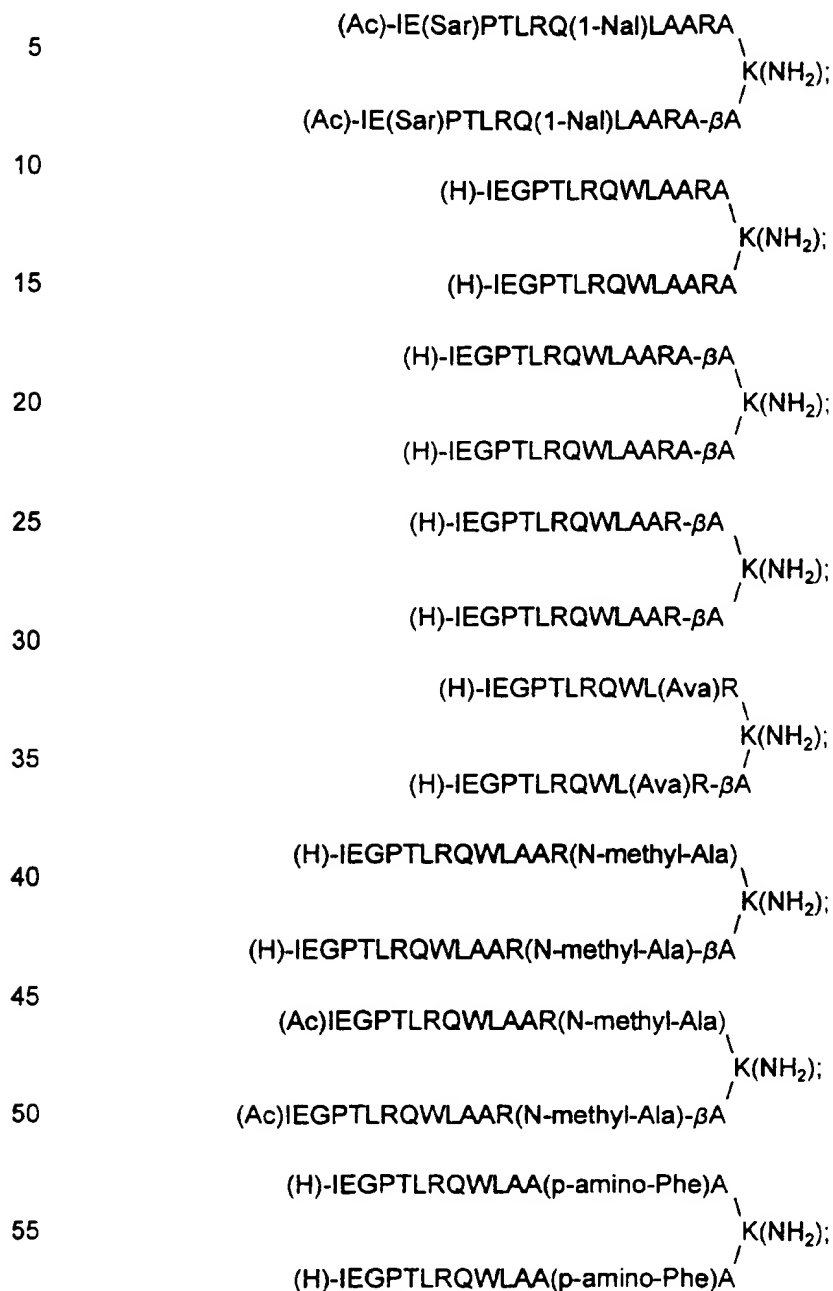 (Ac)-IE(Sar)PTLRQ(1-Nal)LAARA
5
K(NH₂);
(Ac)-IE(Sar)PTLRQ(1-Nal)LAARA-βA
10
(H)-IEGPTLRQWLAARA
K(NH₂);
15
(H)-IEGPTLRQWLAARA
(H)-IEGPTLRQWLAARA-βA
20
K(NH₂);
(H)-IEGPTLRQWLAARA-βA
25
(H)-IEGPTLRQWLAAR-βA
K(NH₂);
(H)-IEGPTLRQWLAAR-βA
30
(H)-IEGPTLRQWL(Ava)R
K(NH₂);
35
(H)-IEGPTLRQWL(Ava)R-βA
(H)-IEGPTLRQWLAAR(N-methyl-Ala)
40
K(NH₂);
(H)-IEGPTLRQWLAAR(N-methyl-Ala)-βA
45
(Ac)IEGPTLRQWLAAR(N-methyl-Ala)
K(NH₂);
50
(Ac)IEGPTLRQWLAAR(N-methyl-Ala)-βA
(H)-IEGPTLRQWLAA(p-amino-Phe)A
55
K(NH₂);
(H)-IEGPTLRQWLAA(p-amino-Phe)A